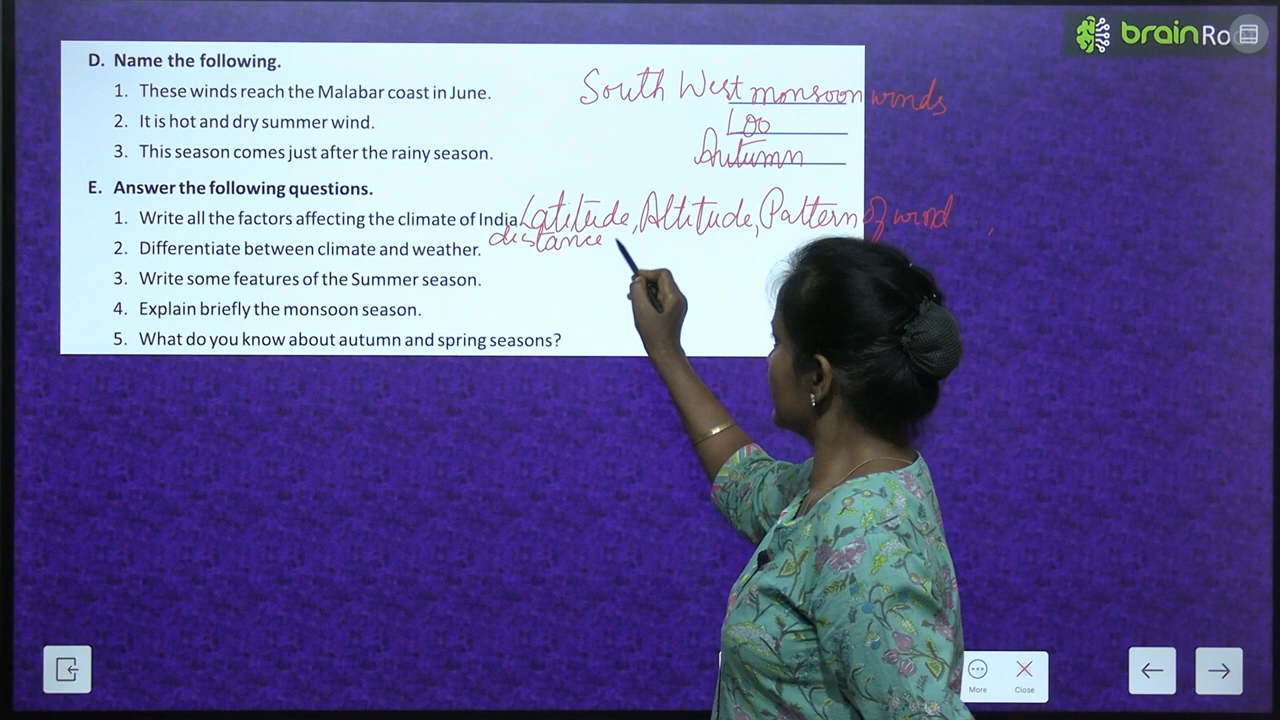 brainRo
D. Name the following.
1. These winds reach the Malabar coast in June. South West monsoon winds
2. It is hot and dry summer wind. Loo
3. This season comes just after the rainy season. Autumn
E. Answer the following questions.
1. Write all the factors affecting the climate of India Latitude, Altitude, Pattern of wind,
distance
2. Differentiate between climate and weather.
3. Write some features of the Summer season.
4. Explain briefly the monsoon season.
5. What do you know about autumn and spring seasons?
More Close